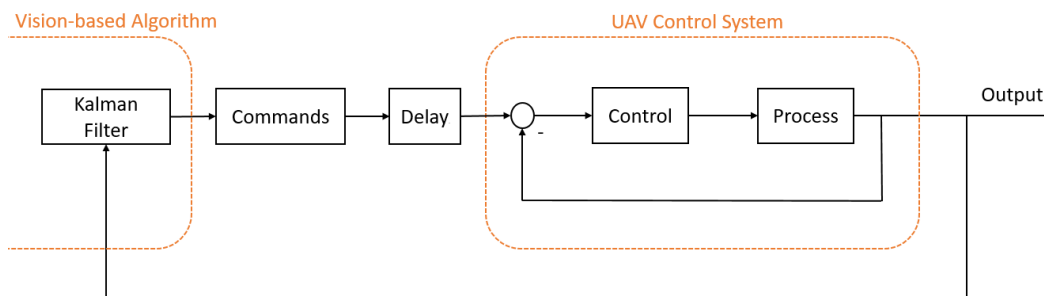 Vision-based Algorithm
UAV Control System
Kalman
Filter
Commands
Delay
-
Control
Process
Output